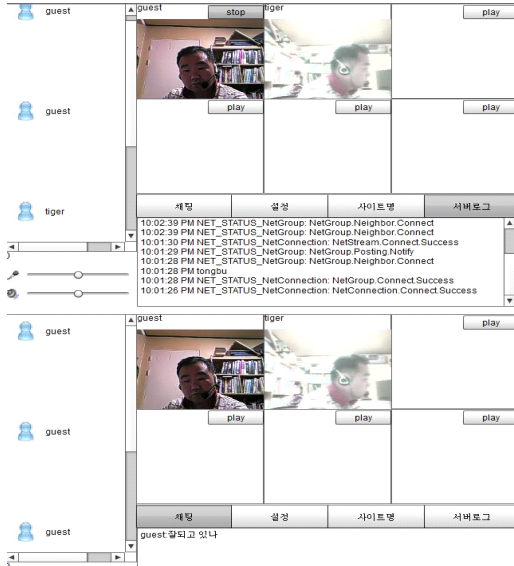 guest
guest
tiger
guest
stop
tiger
play
play
play
play
채팅
설정
사이트명
서버로그
10:02:39 PM NET_STATUS_NetGroup: NetGroup.Neighbor.Connect
10:02:39 PM NET_STATUS_NetGroup: NetGroup.Neighbor.Connect
10:01:30 PM NET_STATUS_NetConnection: NetStream.Connect.Success
10:01:29 PM NET_STATUS_NetGroup: NetGroup.Posting.Notify
10:01:28 PM NET_STATUS_NetGroup: NetGroup.Neighbor.Connect
10:01:28 PM tongbu
10:01:28 PM NET_STATUS_NetConnection: NetGroup.Connect.Success
10:01:26 PM NET_STATUS_NetConnection: NetConnection.Connect.Success
guest
guest
guest
guest
tiger
play
play
play
play
채팅
설정
사이트명
서버로그
guest:잘되고 있나